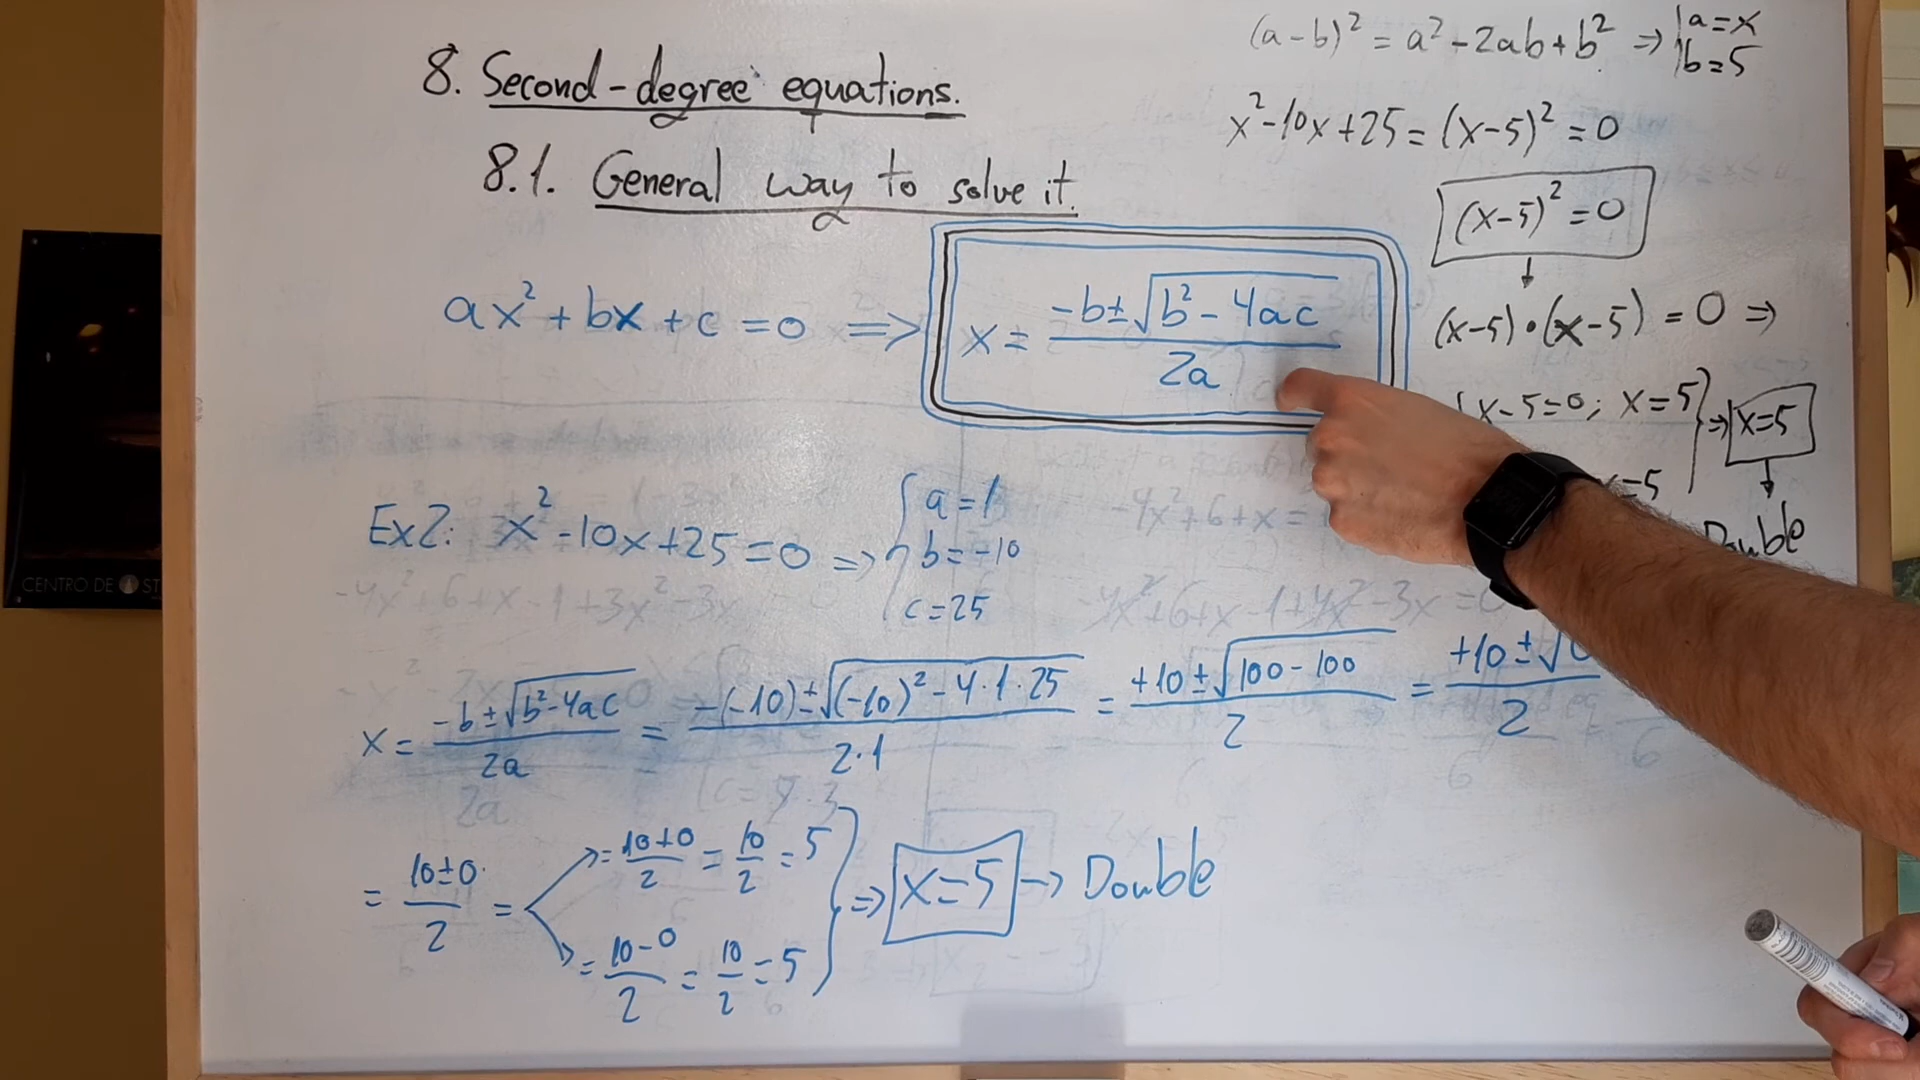 8. Second-degree equations.
8.1. General way to solve it.
ax² + bx + c = 0 => x = (-b±√(b² - 4ac))/(2a)
Ex2: x² - 10x + 25 = 0 => { a = 1
b = -10
c = 25
x = (-b±√(b²-4ac))/(2a) = (-(-10)±√((-10)² - 4·1·25))/(2·1) = (+10±√(100-100))/2 = (+10±√
2
= (10±0)/2 = = (10+0)/2 = 10/2 = 5
= (10-0)/2 = 10/2 = 5 } => x=5 → Double
(a-b)² = a² - 2ab + b² => | a=x
| b=5
x² - 10x + 25 = (x-5)² = 0
(x-5)² = 0
↓
(x-5)•(x-5) = 0 =>
x-5=0; x=5 } => x=5
x=5
↓
Double
CENTRO DE